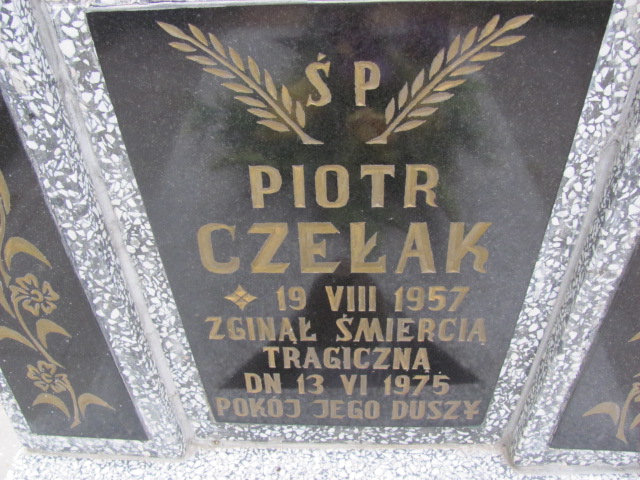 ŚP
PIOTR
CZEŁAK
19 VIII 1957
ZGINĄŁ ŚMIERCIĄ
TRAGICZNĄ
DN 13 VI 1975
POKÓJ JEGO DUSZY